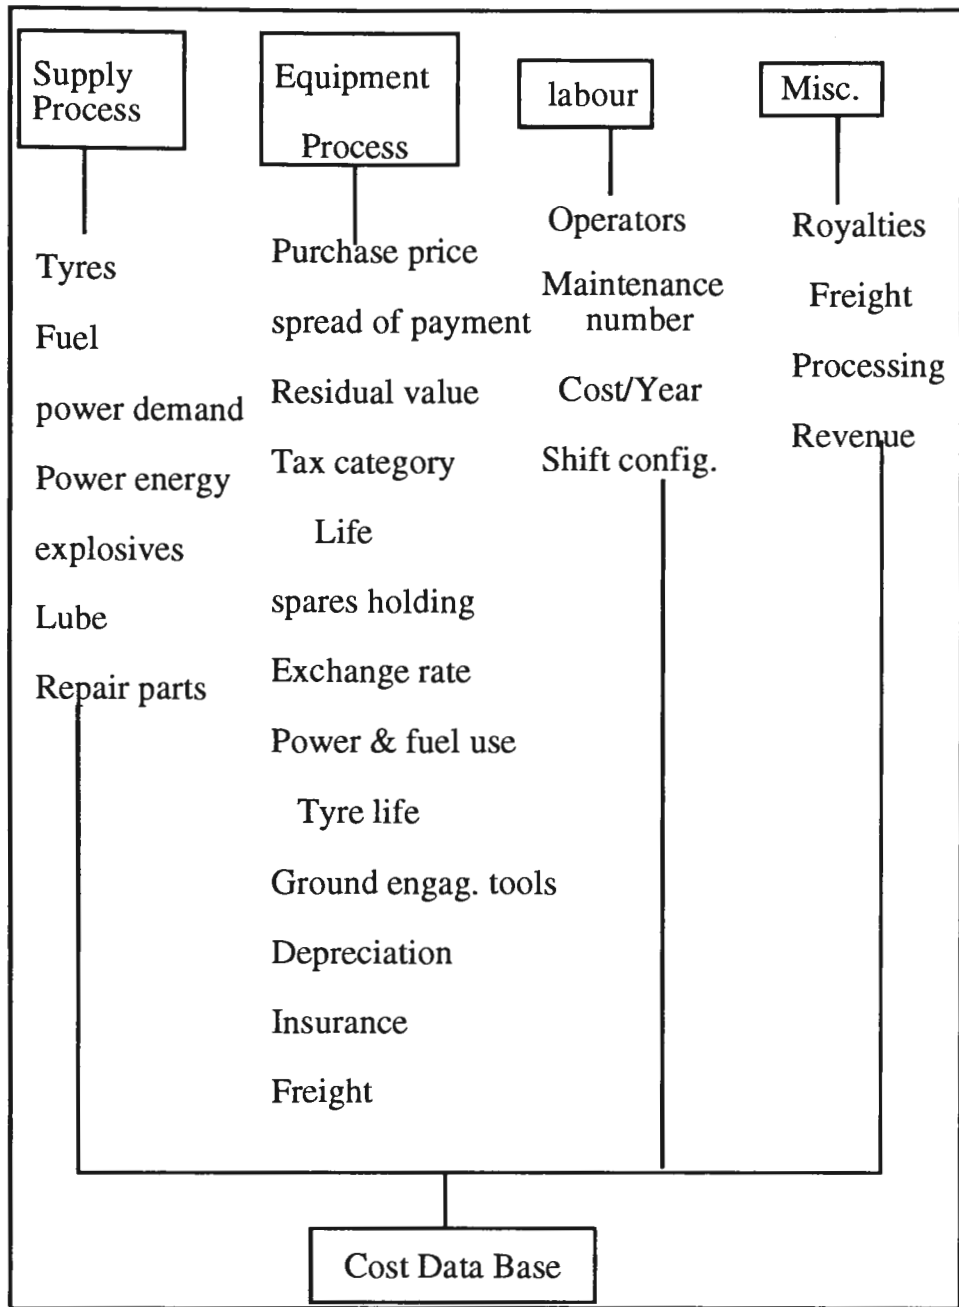 Supply
Process
Tyres
Fuel
power demand
Power energy
explosives
Lube
Repair parts
Equipment
Process
Purchase price
spread of payment
Residual value
Tax category
Life
spares holding
Exchange rate
Power & fuel use
Tyre life
Ground engag. tools
Depreciation
Insurance
Freight
labour
Operators
Maintenance
number
Cost/Year
Shift config.
Misc.
Royalties
Freight
Processing
Revenue
Cost Data Base